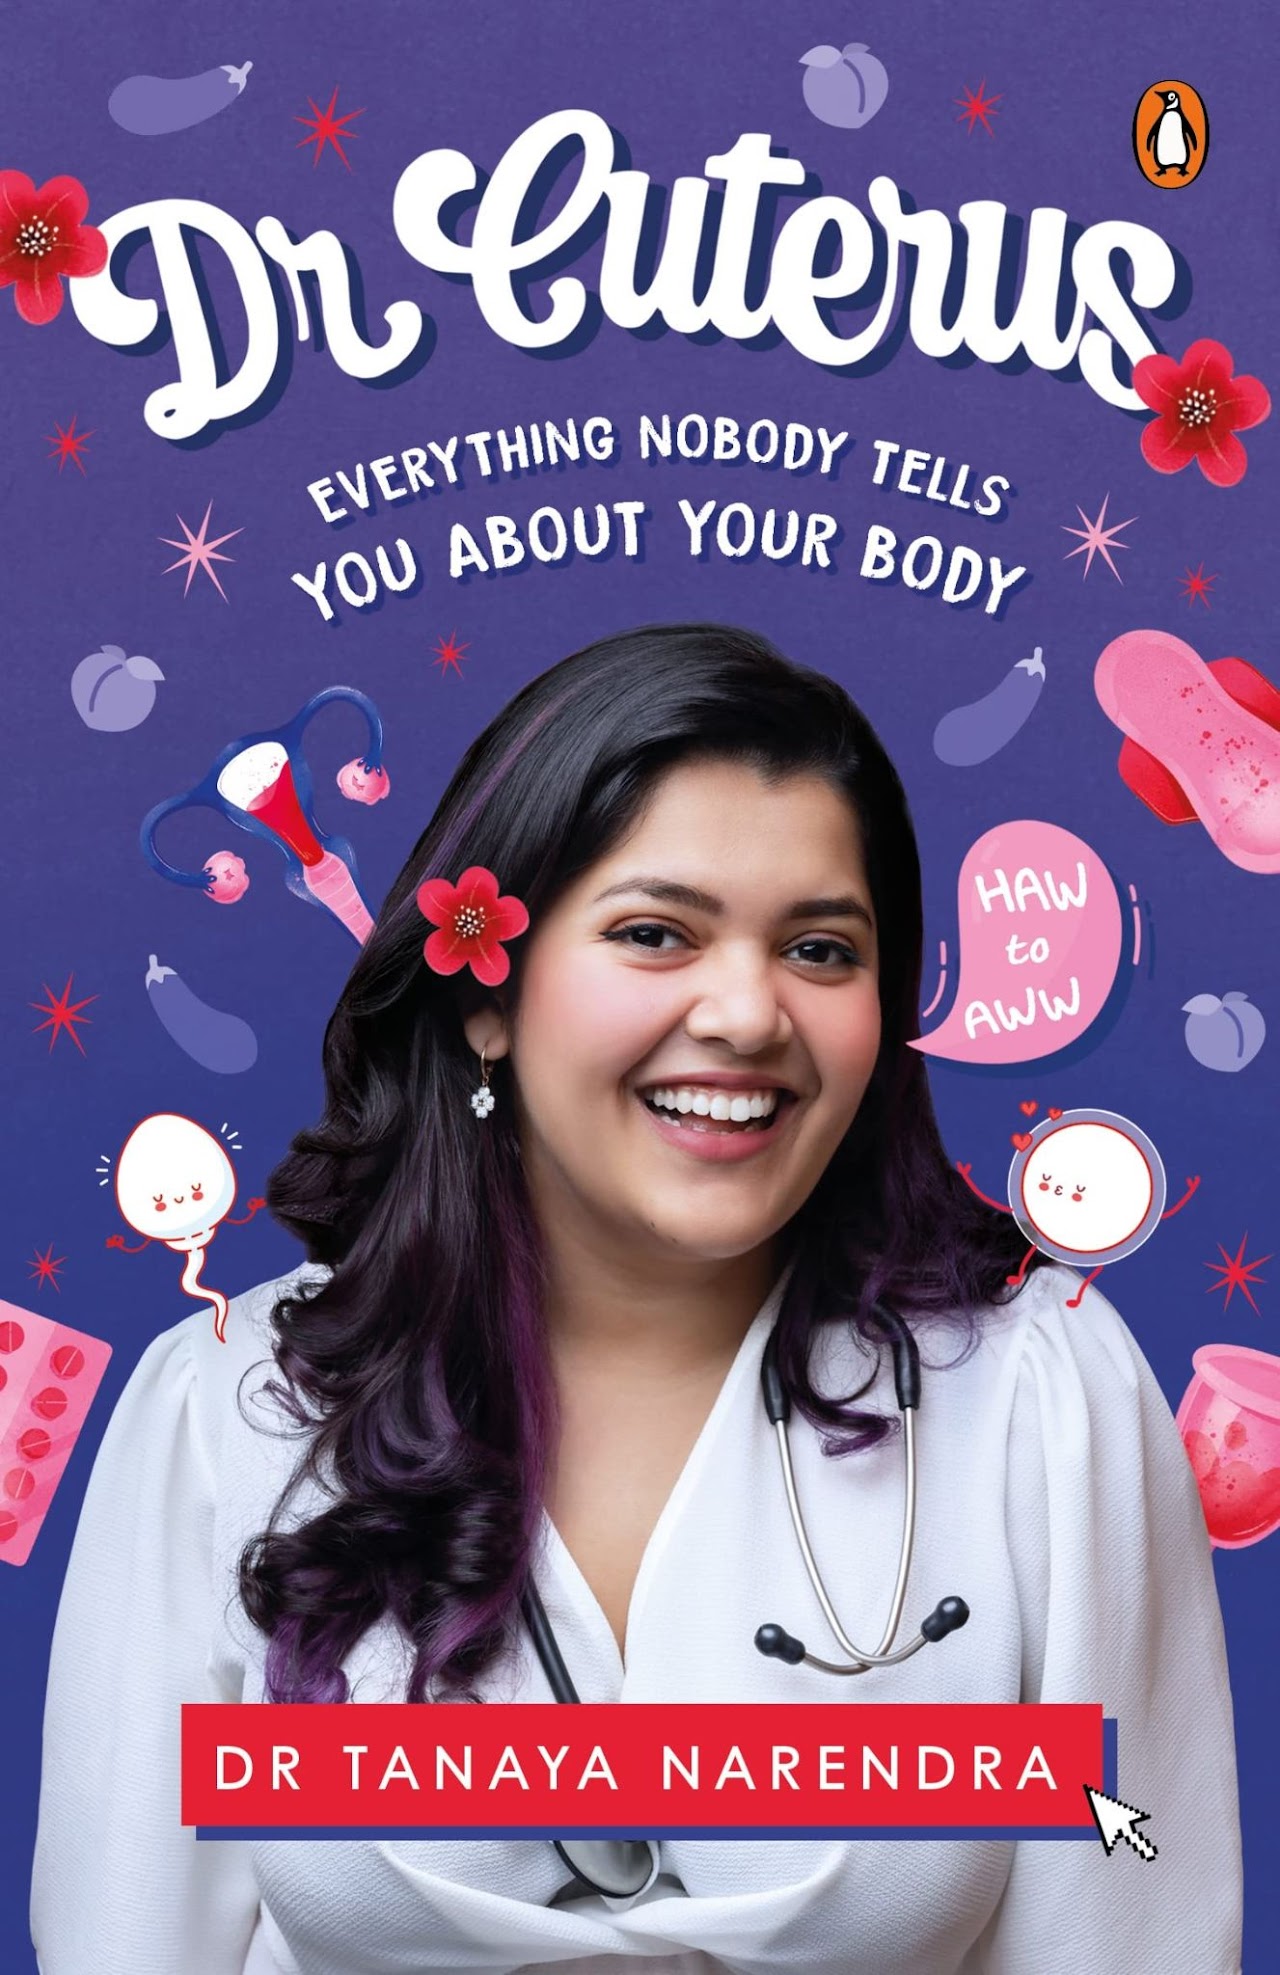 Dr Cuterus
EVERYTHING NOBODY TELLS
YOU ABOUT YOUR BODY
HAW
to
AWW
DR TANAYA NARENDRA